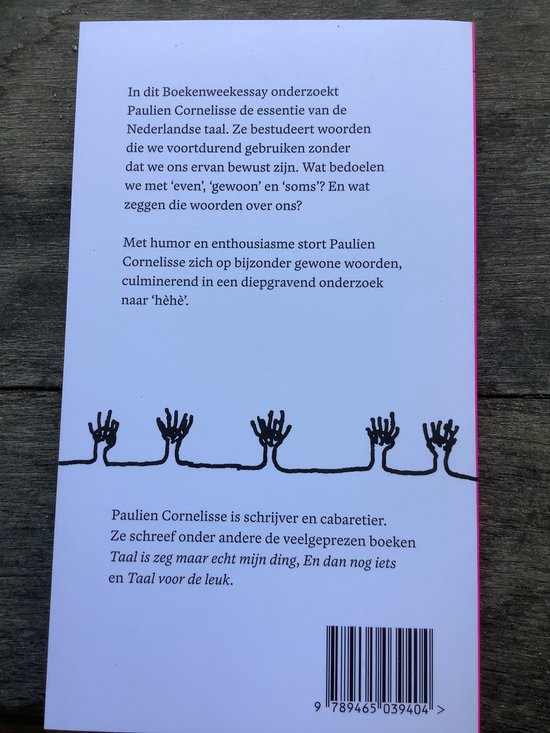 In dit Boekenweekessay onderzoekt
Paulien Cornelisse de essentie van de
Nederlandse taal. Ze bestudeert woorden
die we voortdurend gebruiken zonder
dat we ons ervan bewust zijn. Wat bedoelen
we met ‘even’, ‘gewoon’ en ‘soms’? En wat
zeggen die woorden over ons?
Met humor en enthousiasme stort Paulien
Cornelisse zich op bijzonder gewone woorden,
culminerend in een diepgravend onderzoek
naar ‘hèhè’.
Paulien Cornelisse is schrijver en cabaretier.
Ze schreef onder andere de veelgeprezen boeken
Taal is zeg maar echt mijn ding, En dan nog iets
en Taal voor de leuk.
9 789465 039404 >